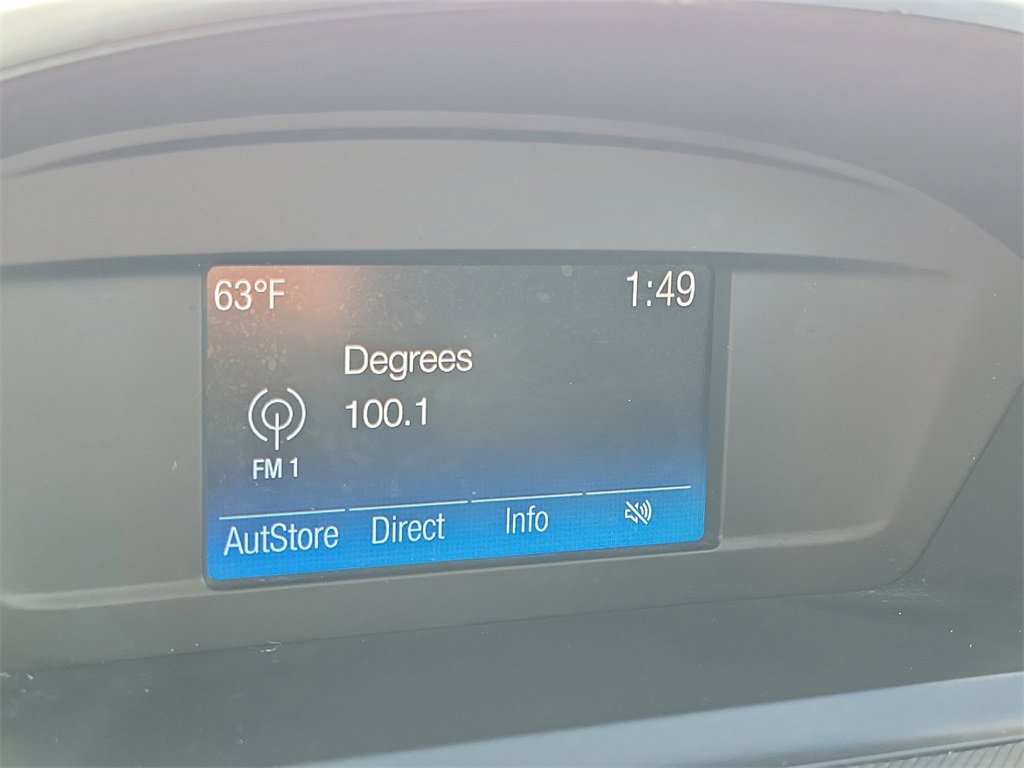 63°F 1:49
Degrees
100.1
FM 1
AutStore Direct Info